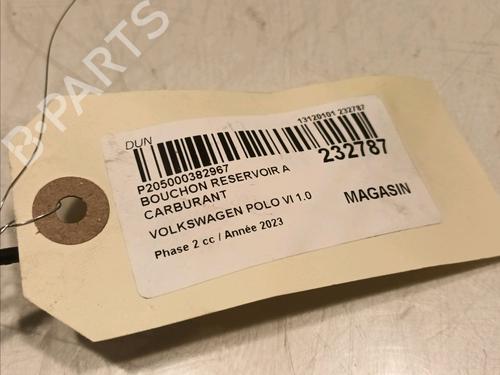 B-PARTS
DUN
13120101 232787
P205000382967
232787
BOUCHON RESERVOIR A
CARBURANT
VOLKSWAGEN POLO VI 1.0
MAGASIN
Phase 2 cc / Année 2023